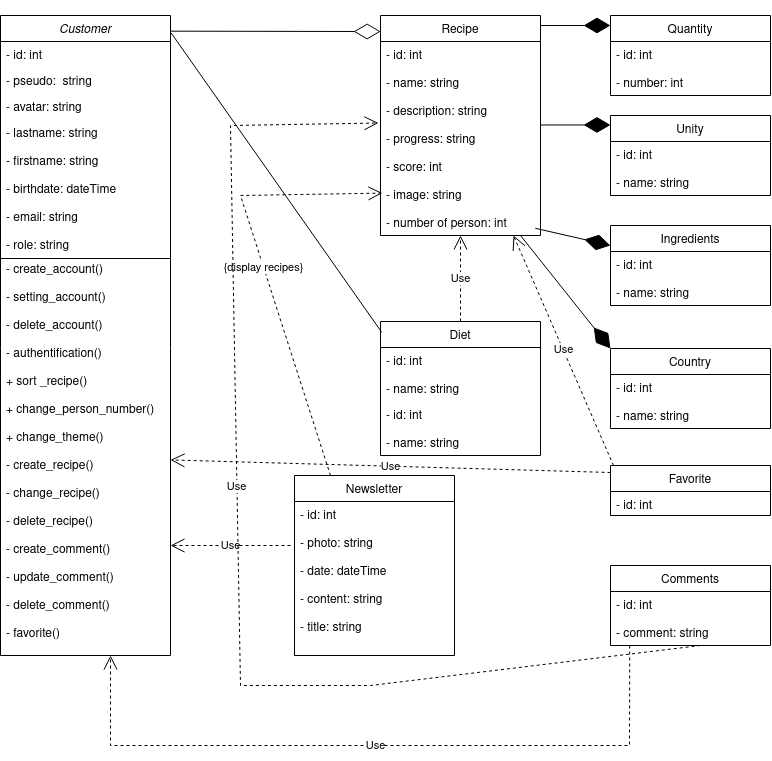 Customer
- id: int
- pseudo:  string
- avatar: string
- lastname: string
- firstname: string
- birthdate: dateTime
- email: string
- role: string
- create_account()
- setting_account()
- delete_account()
- authentification()
+ sort _recipe()
+ change_person_number()
+ change_theme()
- create_recipe()
- change_recipe()
- delete_recipe()
- create_comment()
- update_comment()
- delete_comment()
- favorite()
Recipe
- id: int
- name: string
- description: string
- progress: string
- score: int
- image: string
- number of person: int
Quantity
- id: int
- number: int
Unity
- id: int
- name: string
Ingredients
- id: int
- name: string
Country
- id: int
- name: string
{display recipes}
Use
Use
Diet
- id: int
- name: string
- id: int
- name: string
Use
Use
Use
Newsletter
- id: int
- photo: string
- date: dateTime
- content: string
- title: string
Favorite
- id: int
Comments
- id: int
- comment: string
Use